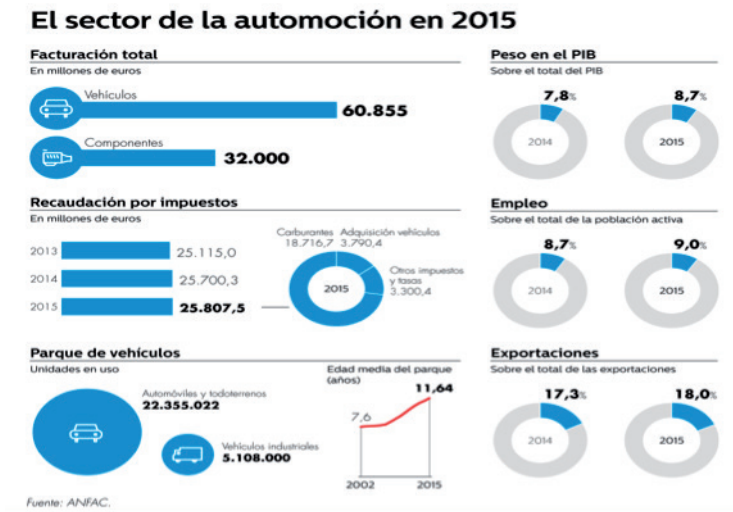 El sector de la automoción en 2015
Facturación total
En millones de euros
Vehículos
60.855
Componentes
32.000
Peso en el PIB
Sobre el total del PIB
7,8%
2014
8,7%
2015
Recaudación por impuestos
En millones de euros
2013
25.115,0
2014
25.700,3
2015
25.807,5
Carburantes
18.716,7
Adquisición vehículos
3.790,4
Otros impuestos
y tasas
3.300,4
2015
Empleo
Sobre el total de la población activa
8,7%
2014
9,0%
2015
Parque de vehículos
Unidades en uso
Automóviles y todoterrenos
22.355.022
Vehículos industriales
5.108.000
Edad media del parque
(años)
11,64
7,6
2002
2015
Exportaciones
Sobre el total de las exportaciones
17,3%
2014
18,0%
2015
Fuente: ANFAC.